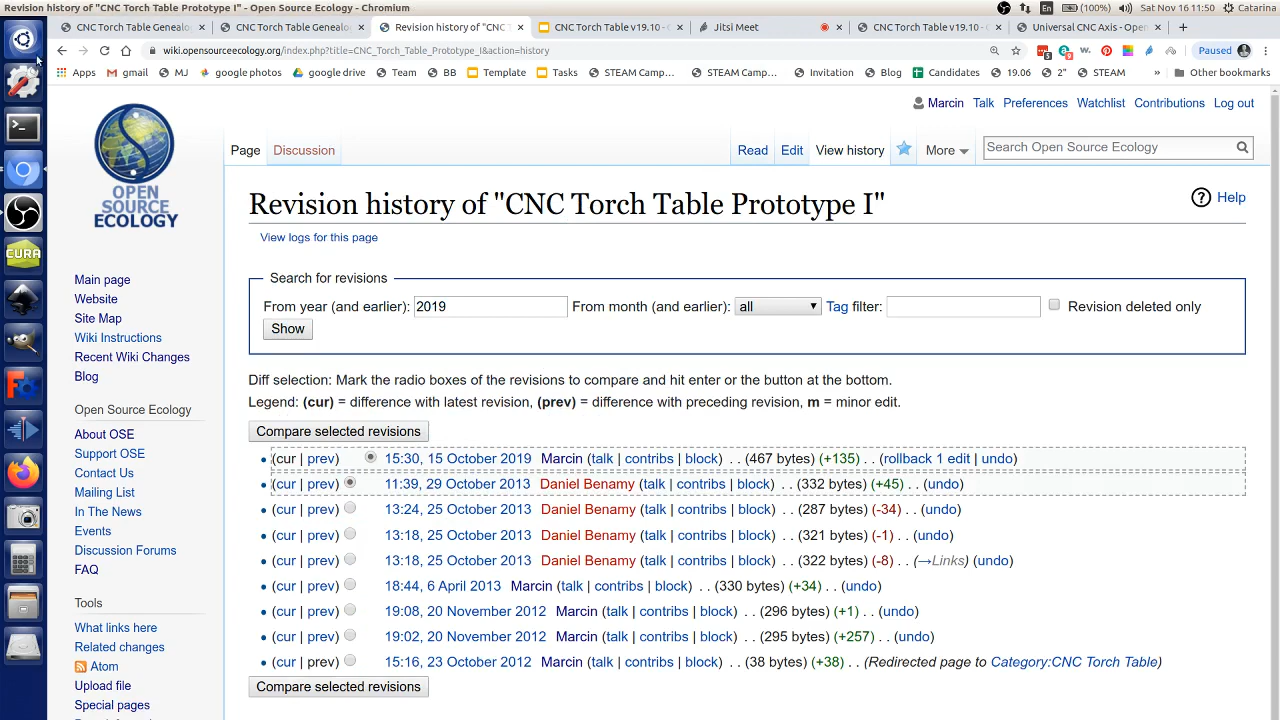 Revision history of "CNC Torch Table Prototype I" - Open Source Ecology - Chromium
En (100%) Sat Nov 16 11:50 Catarina
CNC Torch Table Genealo × CNC Torch Table Genealo × Revision history of "CNC T × CNC Torch Table v19.10 - C × Jitsi Meet × CNC Torch Table v19.10 - × Universal CNC Axis - Open ×
wiki.opensourceecology.org/index.php?title=CNC_Torch_Table_Prototype_I&action=history Paused
Apps gmail MJ google photos google drive Team BB Template Tasks STEAM Camp... STEAM Camp... Invitation Blog Candidates 19.06 2" STEAM » Other bookmarks
Marcin Talk Preferences Watchlist Contributions Log out
Page Discussion Read Edit View history More Search Open Source Ecology
OPEN
SOURCE
ECOLOGY
Revision history of "CNC Torch Table Prototype I"
Help
View logs for this page
Search for revisions
From year (and earlier): 2019 From month (and earlier): all Tag filter: Revision deleted only
Show
Diff selection: Mark the radio boxes of the revisions to compare and hit enter or the button at the bottom.
Legend: (cur) = difference with latest revision, (prev) = difference with preceding revision, m = minor edit.
Compare selected revisions
(cur | prev) 15:30, 15 October 2019 Marcin (talk | contribs | block) . . (467 bytes) (+135) . . (rollback 1 edit | undo)
(cur | prev) 11:39, 29 October 2013 Daniel Benamy (talk | contribs | block) . . (332 bytes) (+45) . . (undo)
(cur | prev) 13:24, 25 October 2013 Daniel Benamy (talk | contribs | block) . . (287 bytes) (-34) . . (undo)
(cur | prev) 13:18, 25 October 2013 Daniel Benamy (talk | contribs | block) . . (321 bytes) (-1) . . (undo)
(cur | prev) 13:18, 25 October 2013 Daniel Benamy (talk | contribs | block) . . (322 bytes) (-8) . . (→Links) (undo)
(cur | prev) 18:44, 6 April 2013 Marcin (talk | contribs | block) . . (330 bytes) (+34) . . (undo)
(cur | prev) 19:08, 20 November 2012 Marcin (talk | contribs | block) . . (296 bytes) (+1) . . (undo)
(cur | prev) 19:02, 20 November 2012 Marcin (talk | contribs | block) . . (295 bytes) (+257) . . (undo)
(cur | prev) 15:16, 23 October 2012 Marcin (talk | contribs | block) . . (38 bytes) (+38) . . (Redirected page to Category:CNC Torch Table)
Compare selected revisions
Main page
Website
Site Map
Wiki Instructions
Recent Wiki Changes
Blog
Open Source Ecology
About OSE
Support OSE
Contact Us
Mailing List
In The News
Events
Discussion Forums
FAQ
Tools
What links here
Related changes
Atom
Upload file
Special pages
CURA